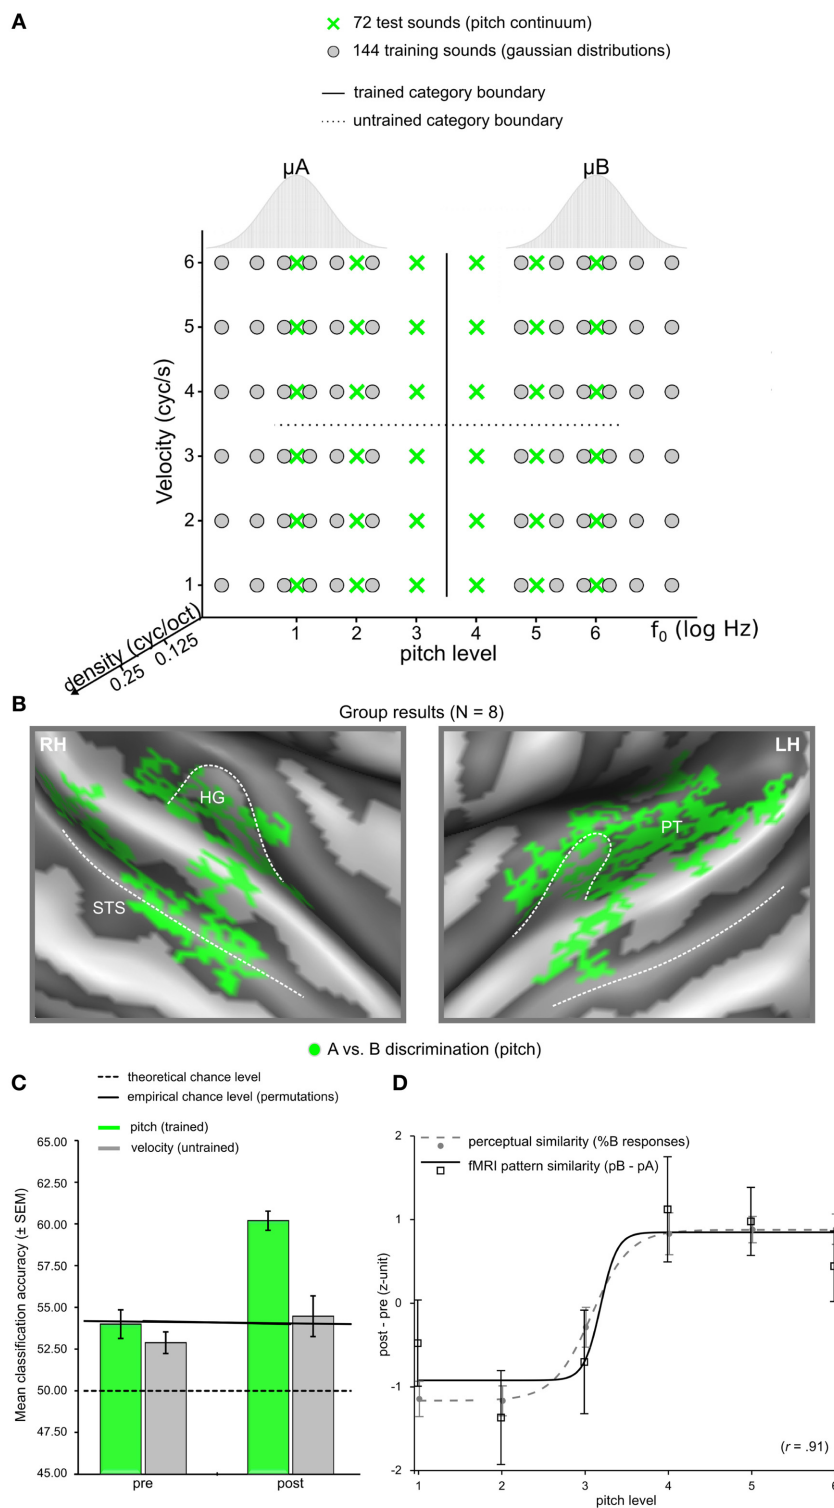 A
72 test sounds (pitch continuum)
144 training sounds (gaussian distributions)
trained category boundary
untrained category boundary
μA
μB
Velocity (cyc/s)
6
5
4
3
2
1
density (cyc/oct)
0.25
0.125
1 2 3 4 5 6 f₀ (log Hz)
pitch level
B
Group results (N = 8)
RH
HG
STS
LH
PT
A vs. B discrimination (pitch)
C
theoretical chance level
empirical chance level (permutations)
pitch (trained)
velocity (untrained)
Mean classification accuracy (± SEM)
65.00
60.00
57.50
54.00
52.50
50.00
47.50
45.00
pre post
D
perceptual similarity (%B responses)
fMRI pattern similarity (pB - pA)
post - pre (z-unit)
2
1
0
-1
-2
(r = .91)
1 2 3 4 5 6
pitch level